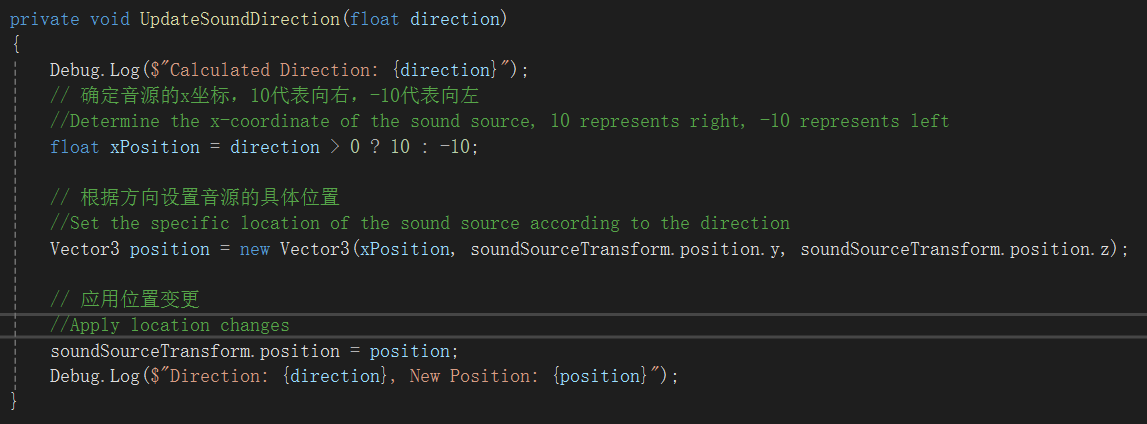 private void UpdateSoundDirection(float direction)
{
Debug.Log($"Calculated Direction: {direction}");
// 确定音源的x坐标，10代表向右，-10代表向左
//Determine the x-coordinate of the sound source, 10 represents right, -10 represents left
float xPosition = direction > 0 ? 10 : -10;
// 根据方向设置音源的具体位置
//Set the specific location of the sound source according to the direction
Vector3 position = new Vector3(xPosition, soundSourceTransform.position.y, soundSourceTransform.position.z);
// 应用位置变更
//Apply location changes
soundSourceTransform.position = position;
Debug.Log($"Direction: {direction}, New Position: {position}");
}